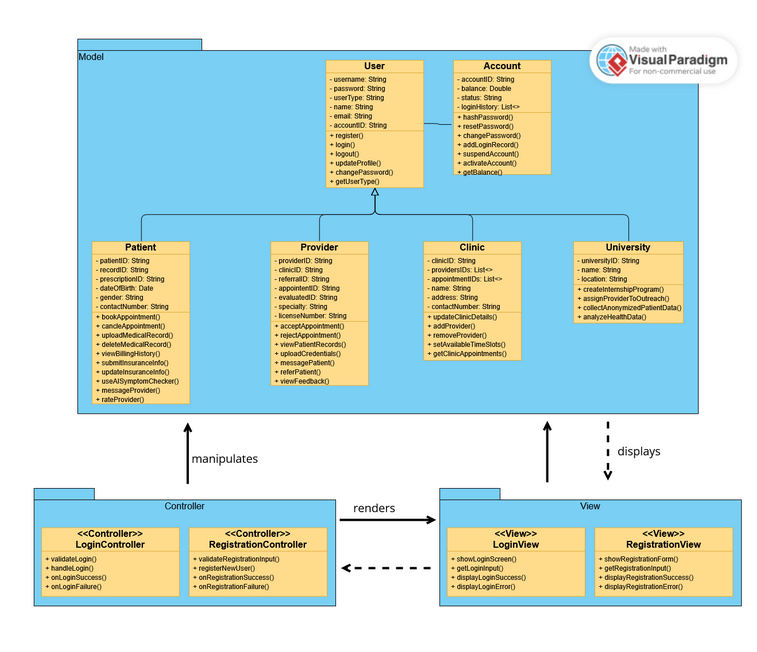 Made with
VisualParadigm
For non-commercial use
Model
User
- username: String
- password: String
- userType: String
- name: String
- email: String
- accountID: String
+ register()
+ login()
+ logout()
+ updateProfile()
+ changePassword()
+ getUserType()
Account
- accountID: String
- balance: Double
- status: String
- loginHistory: List<>
+ hashPassword()
+ resetPassword()
+ changePassword()
+ addLoginRecord()
+ suspendAccount()
+ activateAccount()
+ getBalance()
Patient
- patientID: String
- recordID: String
- prescriptionID: String
- dateOfBirth: Date
- gender: String
- contactNumber: String
+ bookAppointment()
+ cancleAppointment()
+ uploadMedicalRecord()
+ deleteMedicalRecord()
+ viewBillingHistory()
+ submitInsuranceInfo()
+ updateInsuranceInfo()
+ useAISymptomChecker()
+ messageProvider()
+ rateProvider()
Provider
- providerID: String
- clinicID: String
- referralID: String
- appointentID: String
- evaluatedID: String
- specialty: String
- licenseNumber: String
+ acceptAppointment()
+ rejectAppointment()
+ viewPatientRecords()
+ uploadCredentials()
+ messagePatient()
+ referPatient()
+ viewFeedback()
Clinic
- clinicID: String
- providersIDs: List<>
- appointmentIDs: List<>
- name: String
- address: String
- contactNumber: String
+ updateClinicDetails()
+ addProvider()
+ removeProvider()
+ setAvailableTimeSlots()
+ getClinicAppointments()
University
- universityID: String
- name: String
- location: String
+ createInternshipProgram()
+ assignProviderToOutreach()
+ collectAnonymizedPatientData()
+ analyzeHealthData()
manipulates
displays
renders
Controller
<<Controller>>
LoginController
+ validateLogin()
+ handleLogin()
+ onLoginSuccess()
+ onLoginFailure()
<<Controller>>
RegistrationController
+ validateRegistrationInput()
+ registerNewUser()
+ onRegistrationSuccess()
+ onRegistrationFailure()
View
<<View>>
LoginView
+ showLoginScreen()
+ getLoginInput()
+ displayLoginSuccess()
+ displayLoginError()
<<View>>
RegistrationView
+ showRegistrationForm()
+ getRegistrationInput()
+ displayRegistrationSuccess()
+ displayRegistrationError()